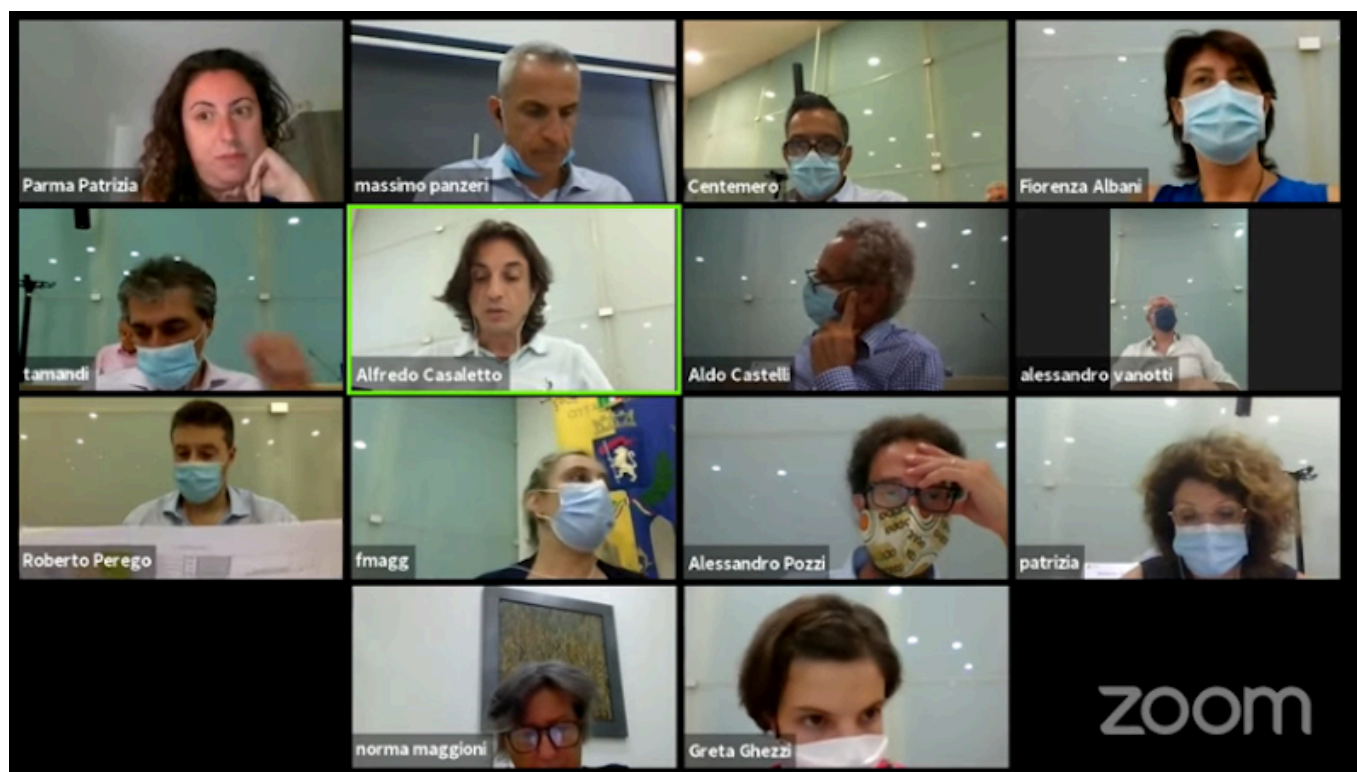 Parma Patrizia
massimo panzeri
Centemero
Fiorenza Albani
tamandi
Alfredo Casaletto
Aldo Castelli
alessandro vanotti
Roberto Perego
fmagg
Alessandro Pozzi
patrizia
norma maggioni
Greta Ghezzi
zoom